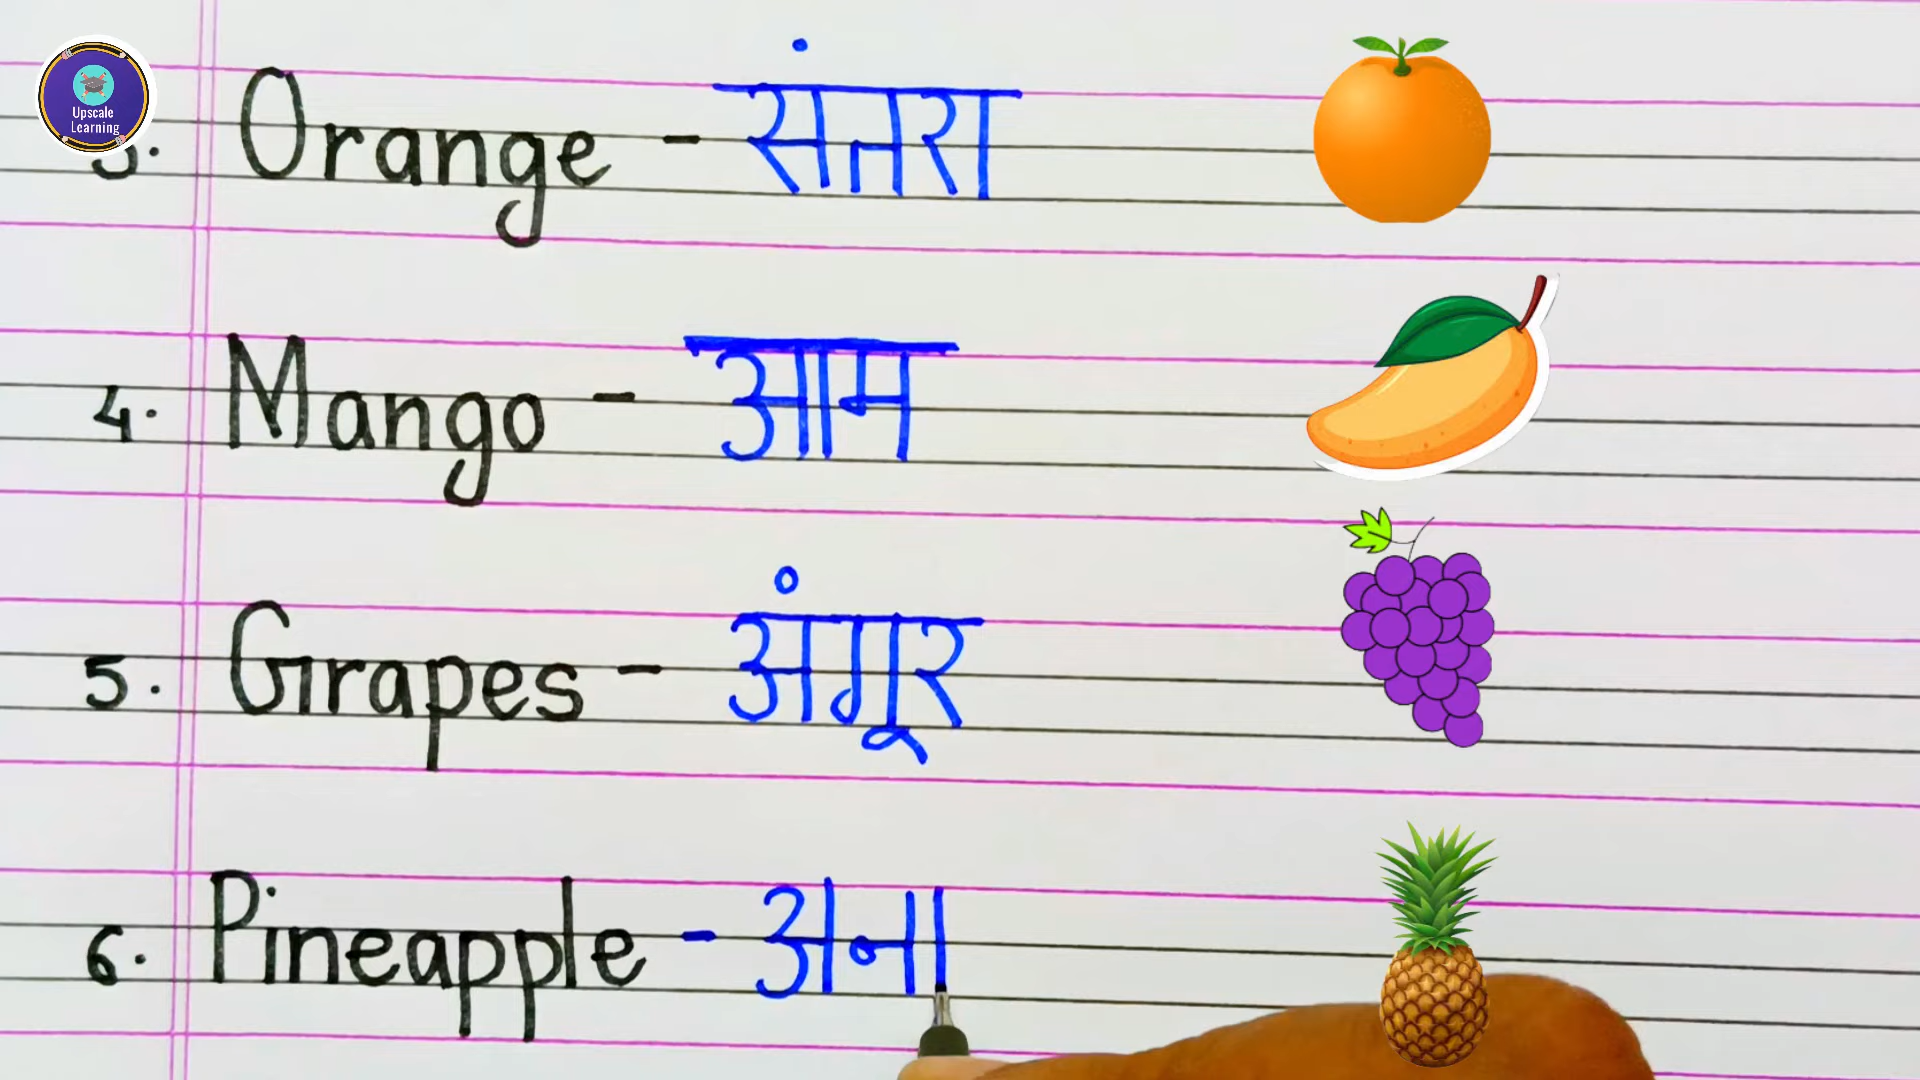 Upscale
Learning
3. Orange - संतरा
4. Mango - आम
5. Grapes - अंगूर
6. Pineapple - अना